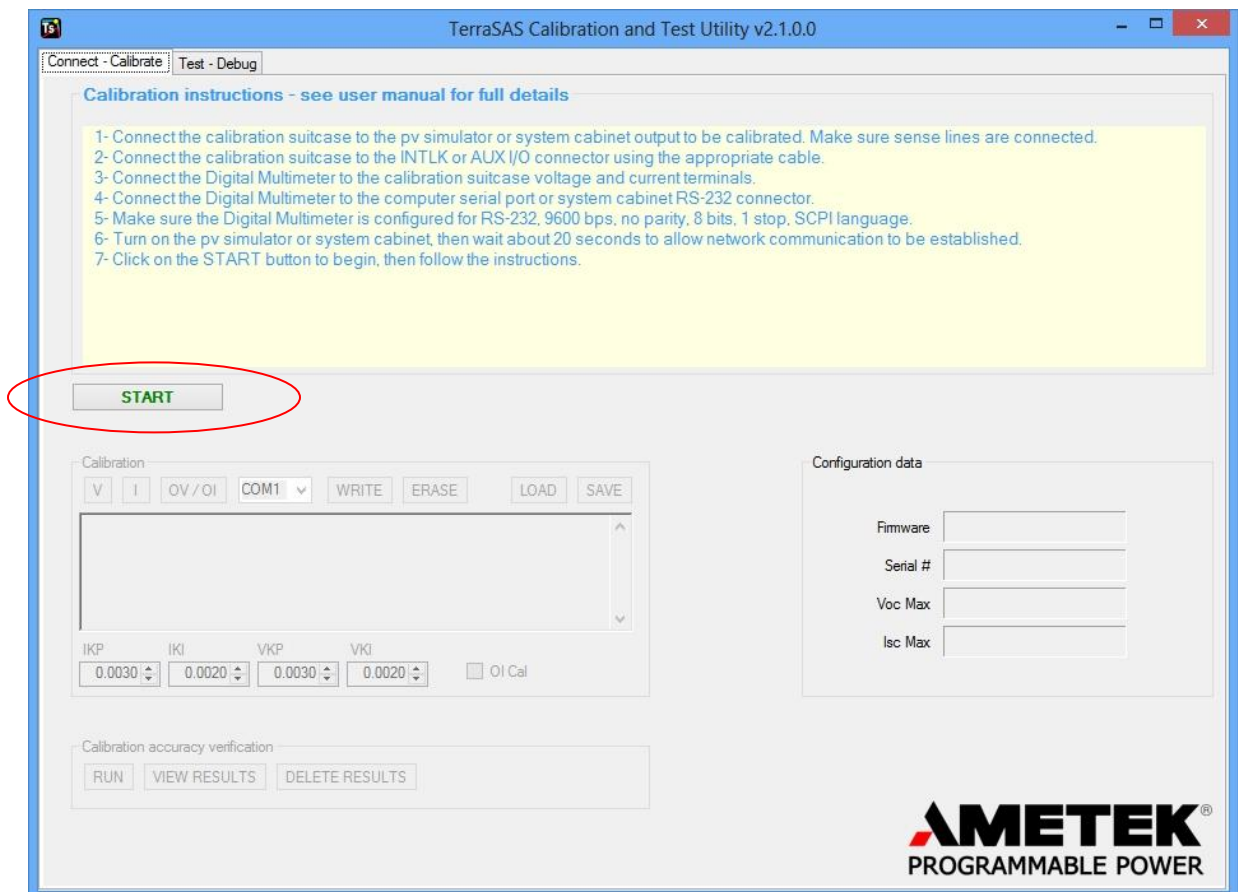 TerraSAS Calibration and Test Utility v2.1.0.0
Connect - Calibrate Test - Debug
Calibration instructions - see user manual for full details
1- Connect the calibration suitcase to the pv simulator or system cabinet output to be calibrated. Make sure sense lines are connected.
2- Connect the calibration suitcase to the INTLK or AUX I/O connector using the appropriate cable.
3- Connect the Digital Multimeter to the calibration suitcase voltage and current terminals.
4- Connect the Digital Multimeter to the computer serial port or system cabinet RS-232 connector.
5- Make sure the Digital Multimeter is configured for RS-232, 9600 bps, no parity, 8 bits, 1 stop, SCPI language.
6- Turn on the pv simulator or system cabinet, then wait about 20 seconds to allow network communication to be established.
7- Click on the START button to begin, then follow the instructions.
START
Calibration
V I OV / OI COM1 WRITE ERASE LOAD SAVE
IKP IKI VKP VKI
0.0030 0.0020 0.0030 0.0020 OI Cal
Configuration data
Firmware
Serial #
Voc Max
Isc Max
Calibration accuracy verification
RUN VIEW RESULTS DELETE RESULTS
AMETEK®
PROGRAMMABLE POWER